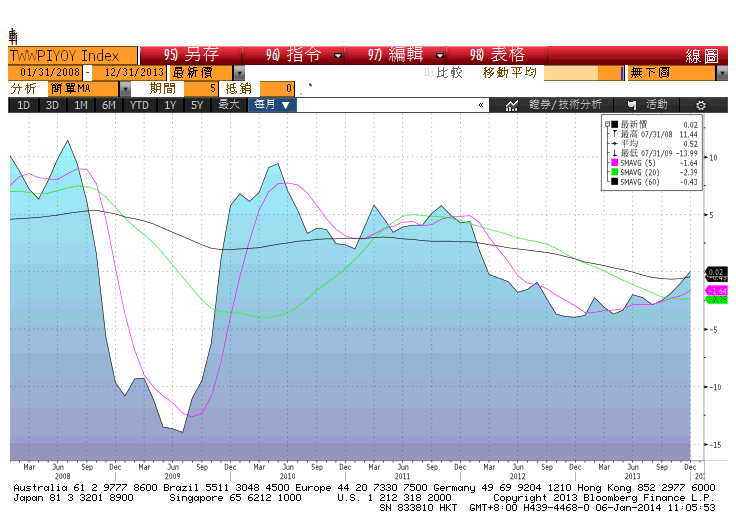 TWWPIYOY Index 95) 另存 96) 指令 97) 編輯 98) 表格 線圖
01/31/2008 - 12/31/2013 最新價 比較 移動平均 無下價
分析 簡單MA 期間 5 抵銷 0
1D 3D 1M 6M YTD 1Y 5Y 最大 每月 ▼ « 證券/技術分析 活動
最新價 0.02
最高 07/31/08 11.44
平均 0.52
最低 07/31/09 -13.99
SMAVG (5) -1.64
SMAVG (20) -2.39
SMAVG (60) -0.43
10
5
0.02
-0.43
-1.64
-2.39
-5
-10
-15
Mar Jun Sep Dec Mar Jun Sep Dec Mar Jun Sep Dec Mar Jun Sep Dec Mar Jun Sep Dec Mar Jun Sep Dec
2008 2009 2010 2011 2012 2013
Australia 61 2 9777 8600 Brazil 5511 3048 4500 Europe 44 20 7330 7500 Germany 49 69 9204 1210 Hong Kong 852 2977 6000
Japan 81 3 3201 8900 Singapore 65 6212 1000 U.S. 1 212 318 2000 Copyright 2013 Bloomberg Finance L.P.
SN 833810 HKT GMT+8:00 H439-4468-0 06-Jan-2014 11:05:53